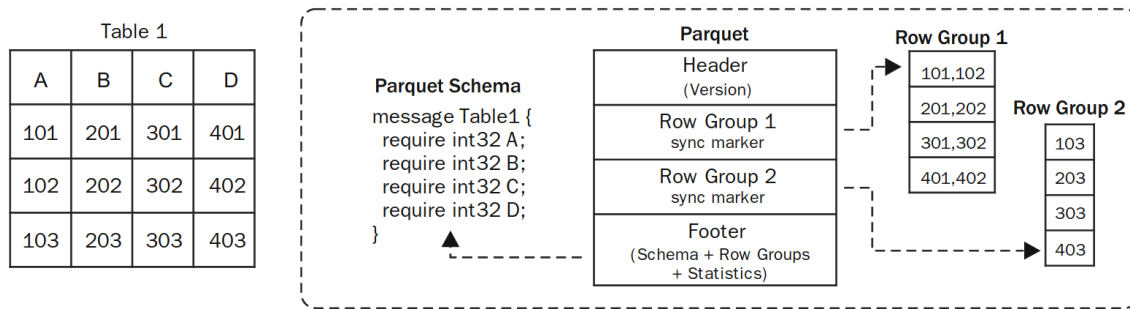 Table 1
A B C D
101 201 301 401
102 202 302 402
103 203 303 403
Parquet Schema
message Table1 {
require int32 A;
require int32 B;
require int32 C;
require int32 D;
}
Parquet
Header
(Version)
Row Group 1
sync marker
Row Group 2
sync marker
Footer
(Schema + Row Groups
+ Statistics)
Row Group 1
101,102
201,202
301,302
401,402
Row Group 2
103
203
303
403